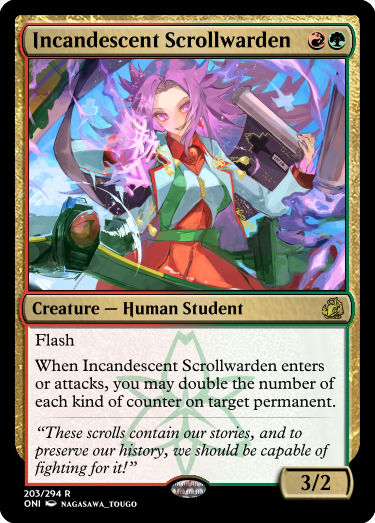 Incandescent Scrollwarden
Creature — Human Student
Flash
When Incandescent Scrollwarden enters
or attacks, you may double the number of
each kind of counter on target permanent.
“These scrolls contain our stories, and to
preserve our history, we should be capable of
fighting for it!”
3/2
203/294 R
ONI NAGASAWA_TOUGO